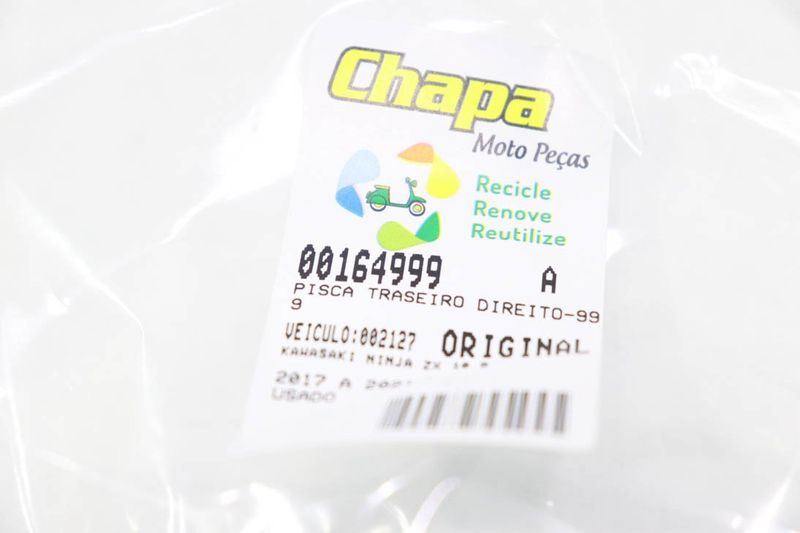 Chapa
Moto Peças
Recicle
Renove
Reutilize
00164999 A
PISCA TRASEIRO DIREITO-99
9
VEICULO:002127 ORIGINAL
KAWASAKI NINJA ZX 10 R
2017 A
USADO